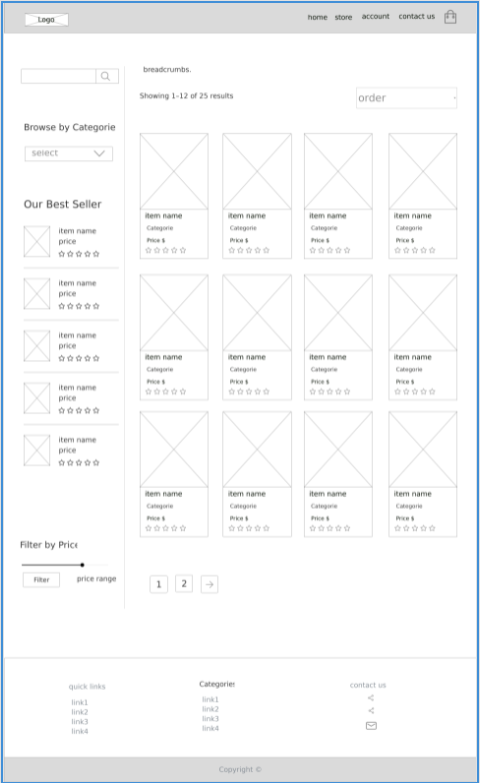 Logo
home store account contact us
breadcrumbs.
Showing 1–12 of 25 results
order
Browse by Categorie
select
Our Best Seller
item name
price
item name
price
item name
price
item name
price
item name
price
Filter by Price
Filter
price range
item name
Categorie
Price $
item name
Categorie
Price $
item name
Categorie
Price $
item name
Categorie
Price $
item name
Categorie
Price $
item name
Categorie
Price $
item name
Categorie
Price $
item name
Categorie
Price $
item name
Categorie
Price $
item name
Categorie
Price $
item name
Categorie
Price $
item name
Categorie
Price $
1 2
quick links
link1
link2
link3
link4
Categories
link1
link2
link3
link4
contact us
Copyright ©